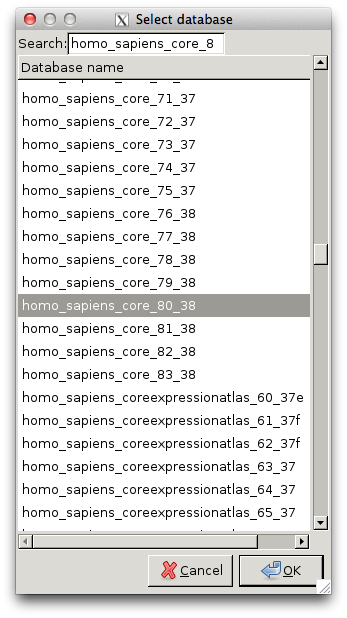 Select database
Search: homo_sapiens_core_8
Database name
homo_sapiens_core_71_37
homo_sapiens_core_72_37
homo_sapiens_core_73_37
homo_sapiens_core_74_37
homo_sapiens_core_75_37
homo_sapiens_core_76_38
homo_sapiens_core_77_38
homo_sapiens_core_78_38
homo_sapiens_core_79_38
homo_sapiens_core_80_38
homo_sapiens_core_81_38
homo_sapiens_core_82_38
homo_sapiens_core_83_38
homo_sapiens_coreexpressionatlas_60_37e
homo_sapiens_coreexpressionatlas_61_37f
homo_sapiens_coreexpressionatlas_62_37f
homo_sapiens_coreexpressionatlas_63_37
homo_sapiens_coreexpressionatlas_64_37
homo_sapiens_coreexpressionatlas_65_37
Cancel OK